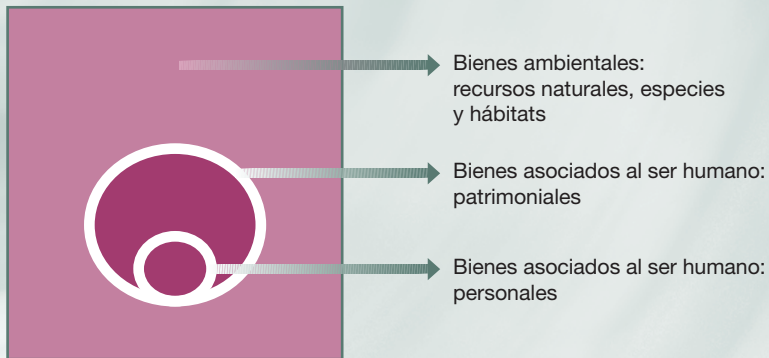 Bienes ambientales:
recursos naturales, especies
y hábitats
Bienes asociados al ser humano:
patrimoniales
Bienes asociados al ser humano:
personales